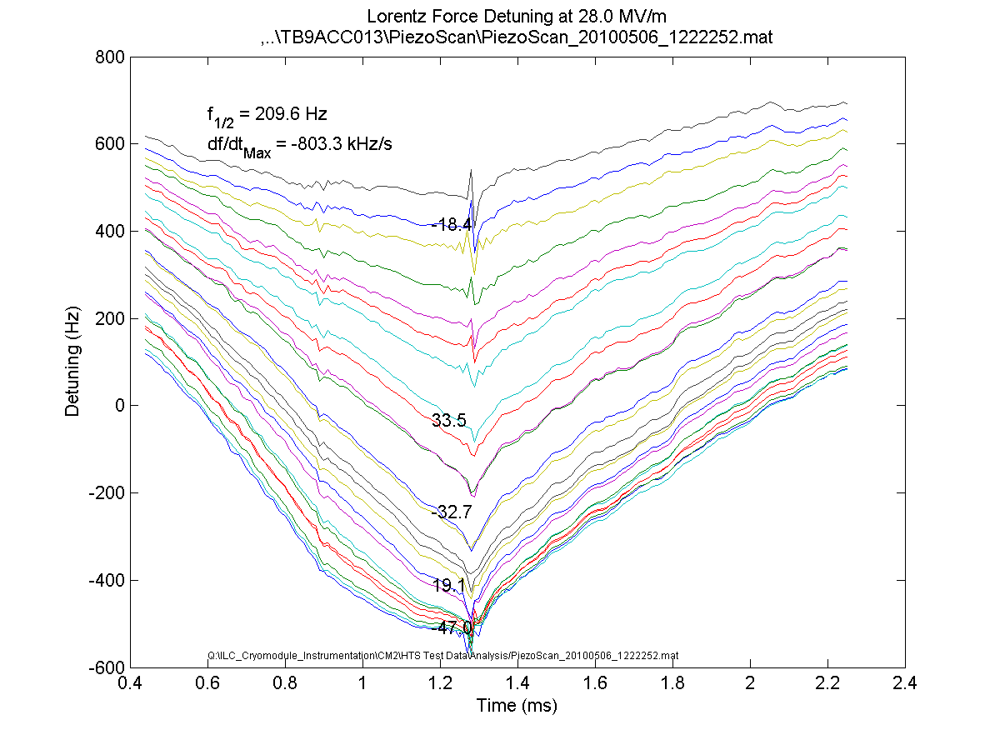 Lorentz Force Detuning at 28.0 MV/m
,..\TB9ACC013\PiezoScan\PiezoScan_20100506_1222252.mat
800
600
400
200
0
-200
-400
-600
Detuning (Hz)
f1/2 = 209.6 Hz
df/dtMax = -803.3 kHz/s
-18.4
33.5
-32.7
19.1
-47.0
Q:\ILC_Cryomodule_Instrumentation\CM2\HTS Test Data\Analysis/PiezoScan_20100506_1222252.mat
0.4 0.6 0.8 1 1.2 1.4 1.6 1.8 2 2.2 2.4
Time (ms)